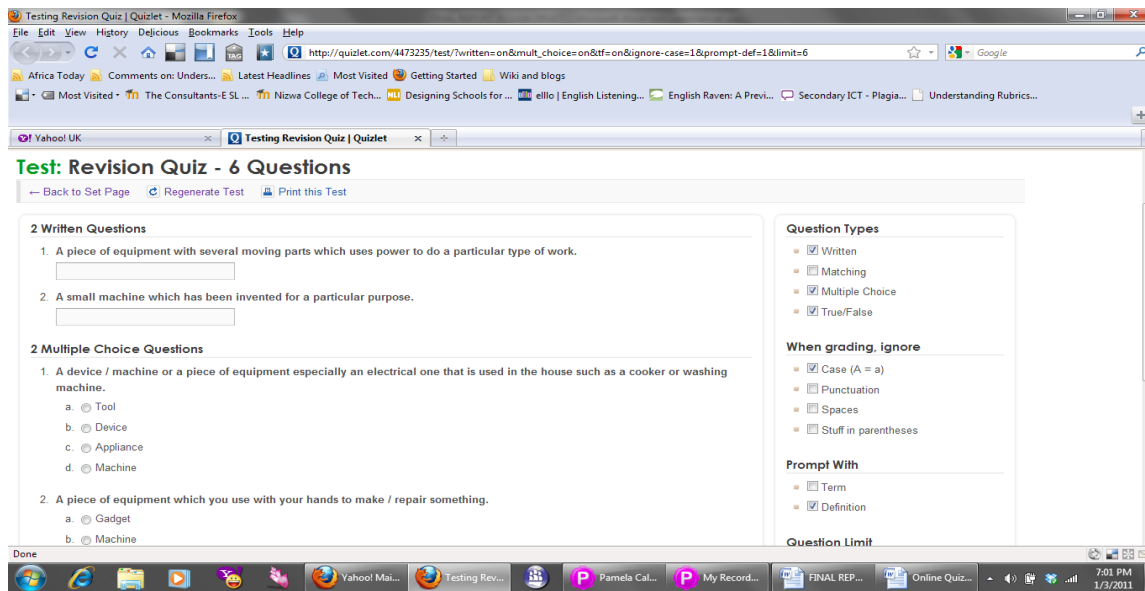 Testing Revision Quiz | Quizlet - Mozilla Firefox
File Edit View History Delicious Bookmarks Tools Help
TAG
http://quizlet.com/4473235/test/?written=on&mult_choice=on&tf=on&ignore-case=1&prompt-def=1&limit=6
Google
Africa Today Comments on: Unders... Latest Headlines Most Visited Getting Started Wiki and blogs
Most Visited The Consultants-E SL ... Nizwa College of Tech... Designing Schools for ... elllo | English Listening... English Raven: A Previ... Secondary ICT - Plagia... Understanding Rubrics...
Yahoo! UK Testing Revision Quiz | Quizlet
Test: Revision Quiz - 6 Questions
← Back to Set Page Regenerate Test Print this Test
2 Written Questions
1. A piece of equipment with several moving parts which uses power to do a particular type of work.
2. A small machine which has been invented for a particular purpose.
2 Multiple Choice Questions
1. A device / machine or a piece of equipment especially an electrical one that is used in the house such as a cooker or washing
machine.
a. Tool
b. Device
c. Appliance
d. Machine
2. A piece of equipment which you use with your hands to make / repair something.
a. Gadget
b. Machine
Question Types
Written
Matching
Multiple Choice
True/False
When grading, ignore
Case (A = a)
Punctuation
Spaces
Stuff in parentheses
Prompt With
Term
Definition
Question Limit
Done
Yahoo! Mai... Testing Rev... Pamela Cal... My Record... FINAL REP... Online Quiz... 7:01 PM
1/3/2011